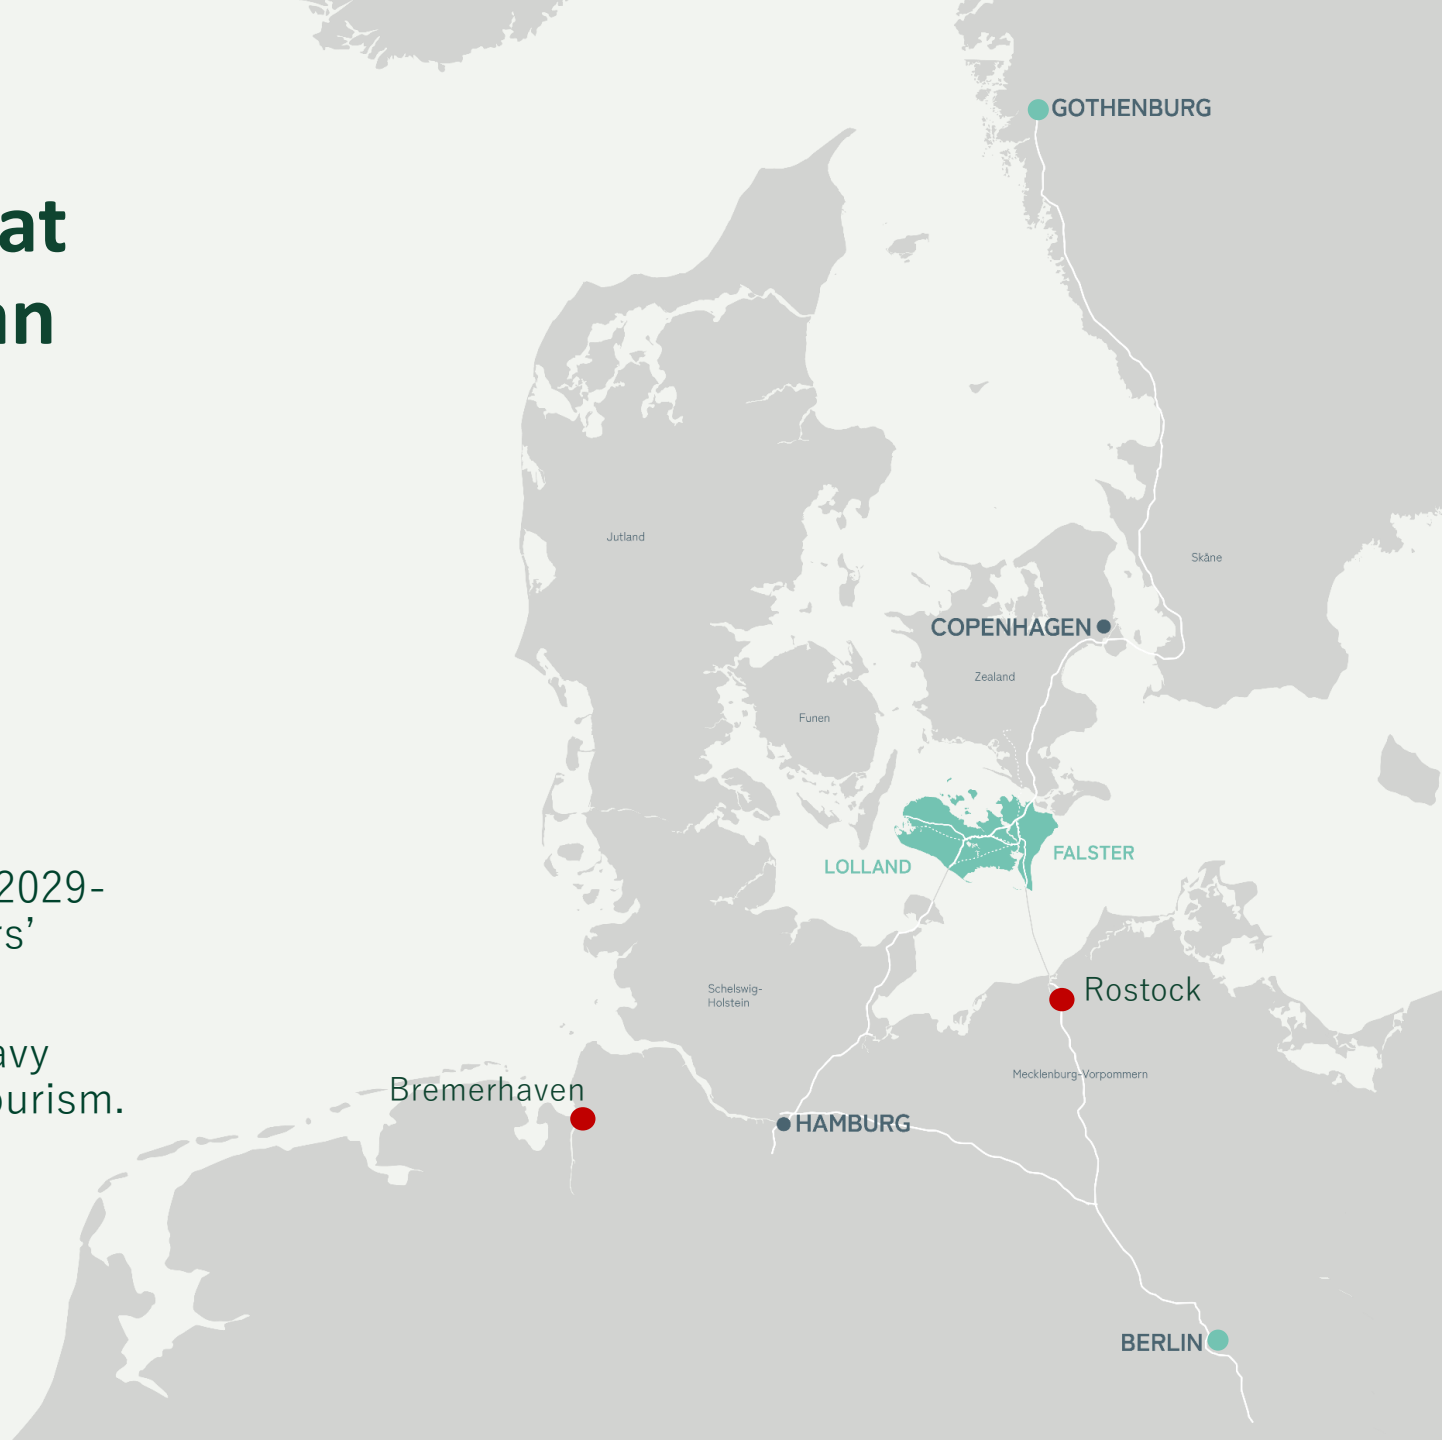 at
an
2029-
rs’
avy
ourism.
GOTHENBURG
Jutland
Skåne
COPENHAGEN
Zealand
Funen
LOLLAND
FALSTER
Schelswig-
Holstein
Rostock
Mecklenburg-Vorpommern
Bremerhaven
HAMBURG
BERLIN